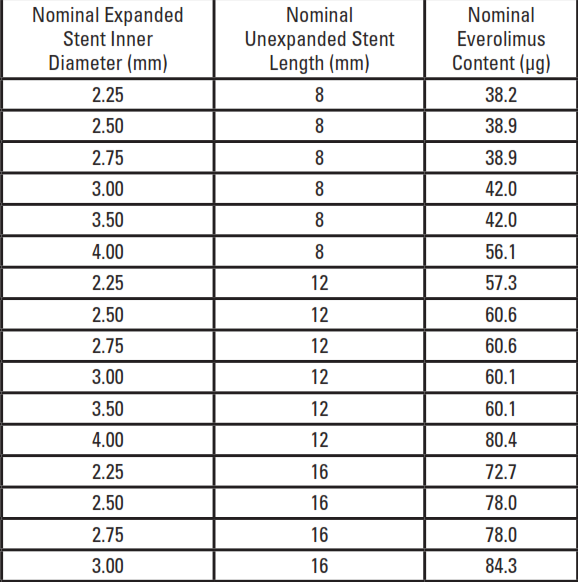 Nominal Expanded Stent Inner Diameter (mm) Nominal Unexpanded Stent Length (mm) Nominal Everolimus Content (µg)
2.25 8 38.2
2.50 8 38.9
2.75 8 38.9
3.00 8 42.0
3.50 8 42.0
4.00 8 56.1
2.25 12 57.3
2.50 12 60.6
2.75 12 60.6
3.00 12 60.1
3.50 12 60.1
4.00 12 80.4
2.25 16 72.7
2.50 16 78.0
2.75 16 78.0
3.00 16 84.3